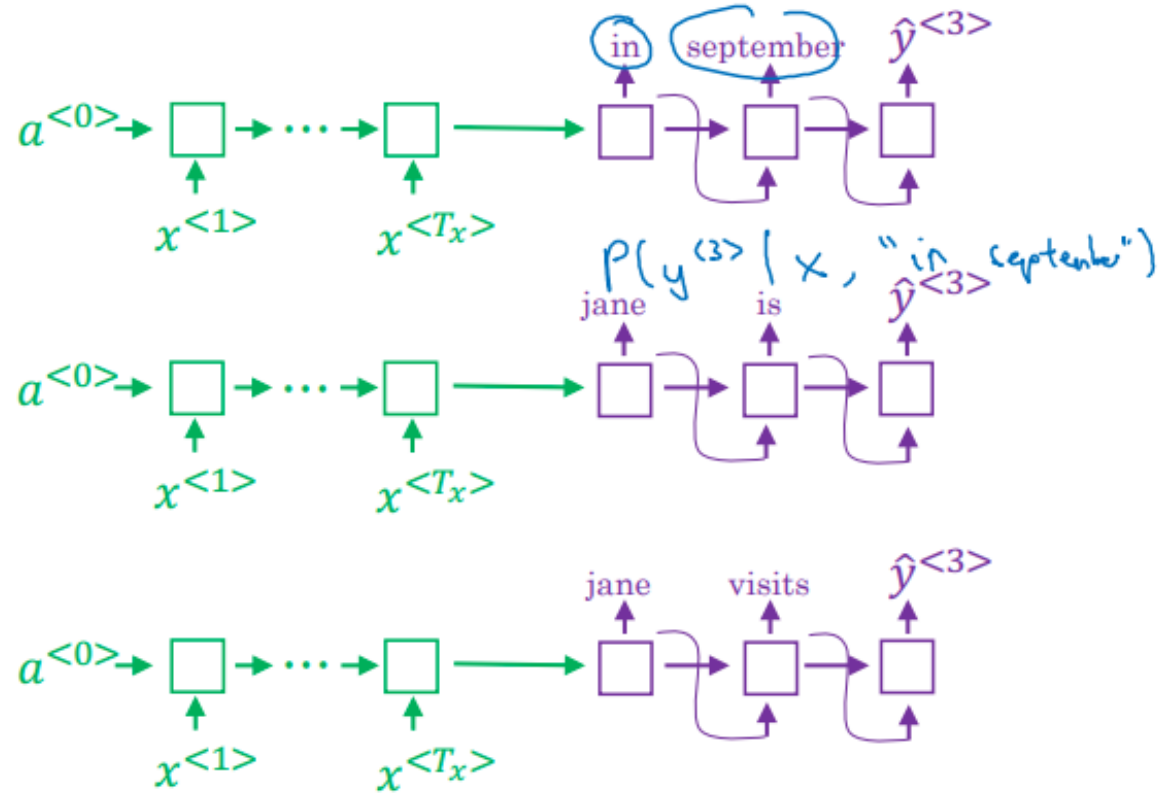 in september ŷ<3>
a<0> ...
x<1> x<Tx>
P(y<3> | x, "in september")
jane is ŷ<3>
a<0> ...
x<1> x<Tx>
jane visits ŷ<3>
a<0> ...
x<1> x<Tx>